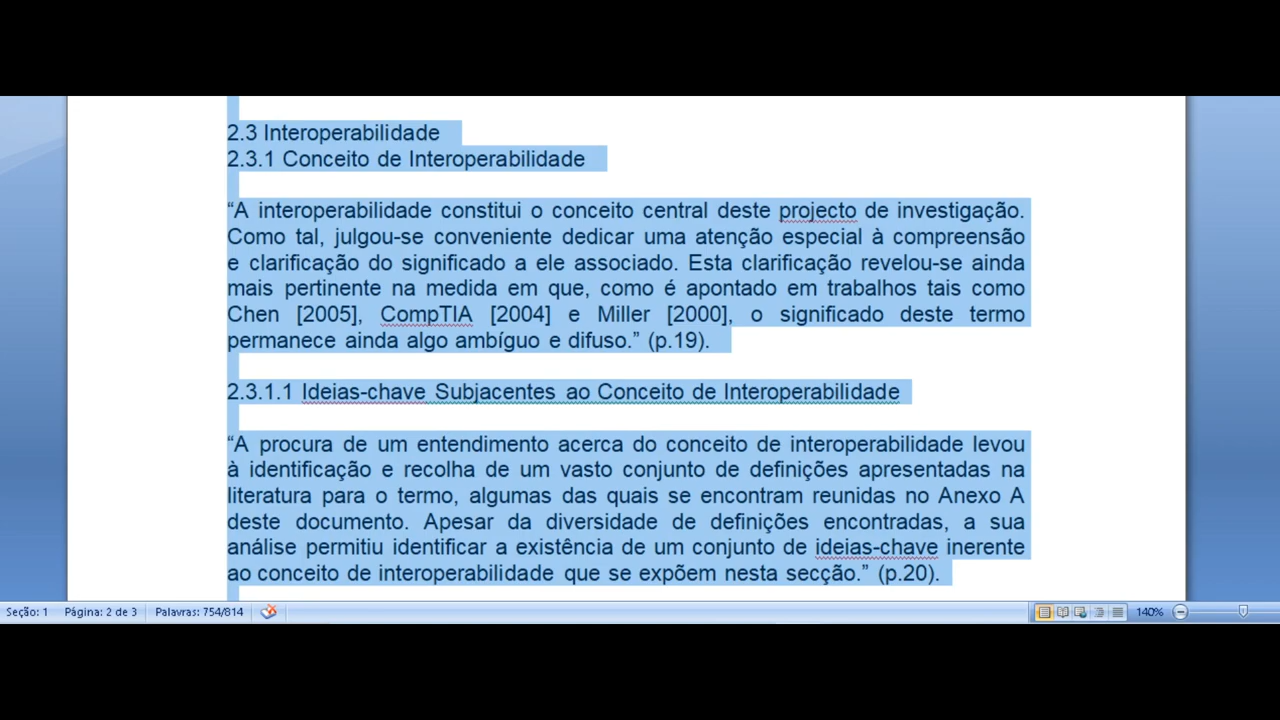 2.3 Interoperabilidade
2.3.1 Conceito de Interoperabilidade
“A interoperabilidade constitui o conceito central deste projecto de investigação.
Como tal, julgou-se conveniente dedicar uma atenção especial à compreensão
e clarificação do significado a ele associado. Esta clarificação revelou-se ainda
mais pertinente na medida em que, como é apontado em trabalhos tais como
Chen [2005], CompTIA [2004] e Miller [2000], o significado deste termo
permanece ainda algo ambíguo e difuso.” (p.19).
2.3.1.1 Ideias-chave Subjacentes ao Conceito de Interoperabilidade
“A procura de um entendimento acerca do conceito de interoperabilidade levou
à identificação e recolha de um vasto conjunto de definições apresentadas na
literatura para o termo, algumas das quais se encontram reunidas no Anexo A
deste documento. Apesar da diversidade de definições encontradas, a sua
análise permitiu identificar a existência de um conjunto de ideias-chave inerente
ao conceito de interoperabilidade que se expõem nesta secção.” (p.20).
Seção: 1 Página: 2 de 3 Palavras: 754/814 140%